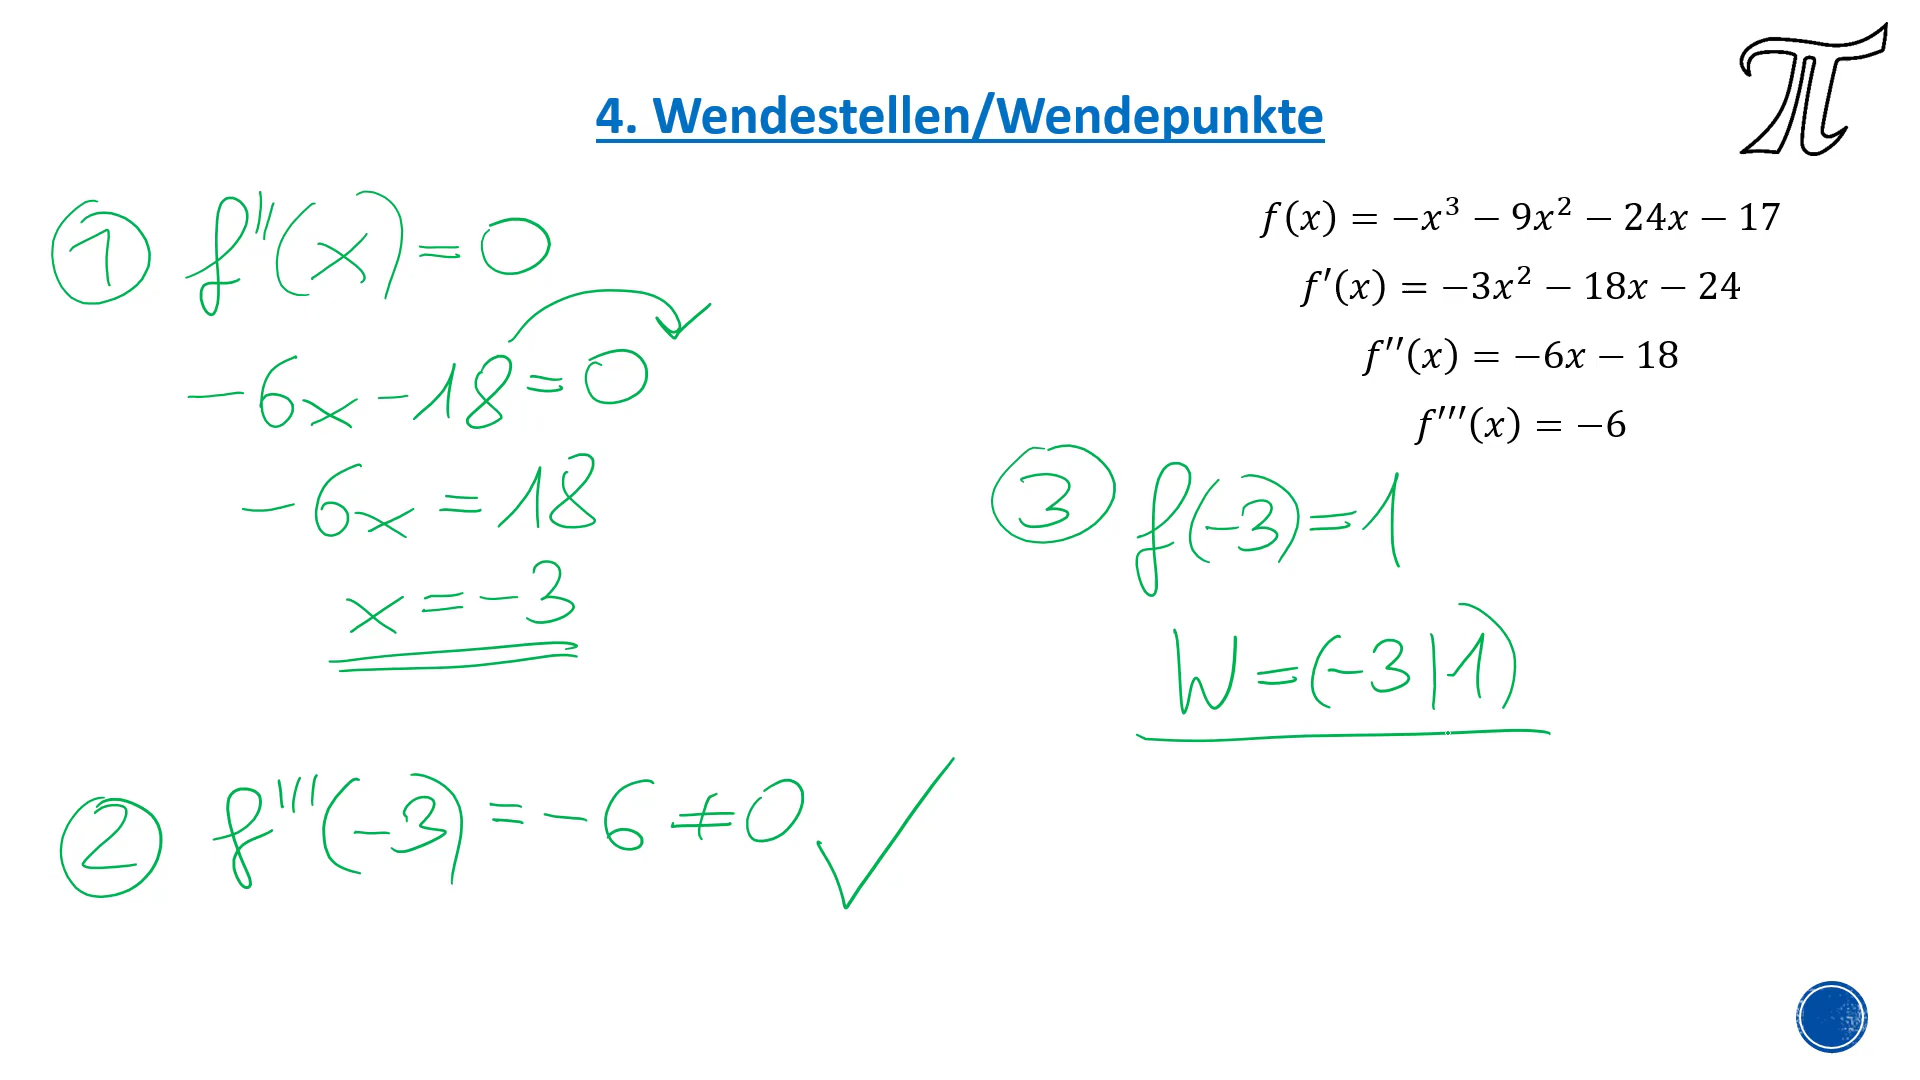 4. Wendestellen/Wendepunkte
f(x) = −x³ − 9x² − 24x − 17
f′(x) = −3x² − 18x − 24
f′′(x) = −6x − 18
f′′′(x) = −6
① f''(x) = 0
−6x − 18 = 0
−6x = 18
x = −3
② f'''(−3) = −6 ≠ 0 ✓
③ f(−3) = 1
W = (−3|1)